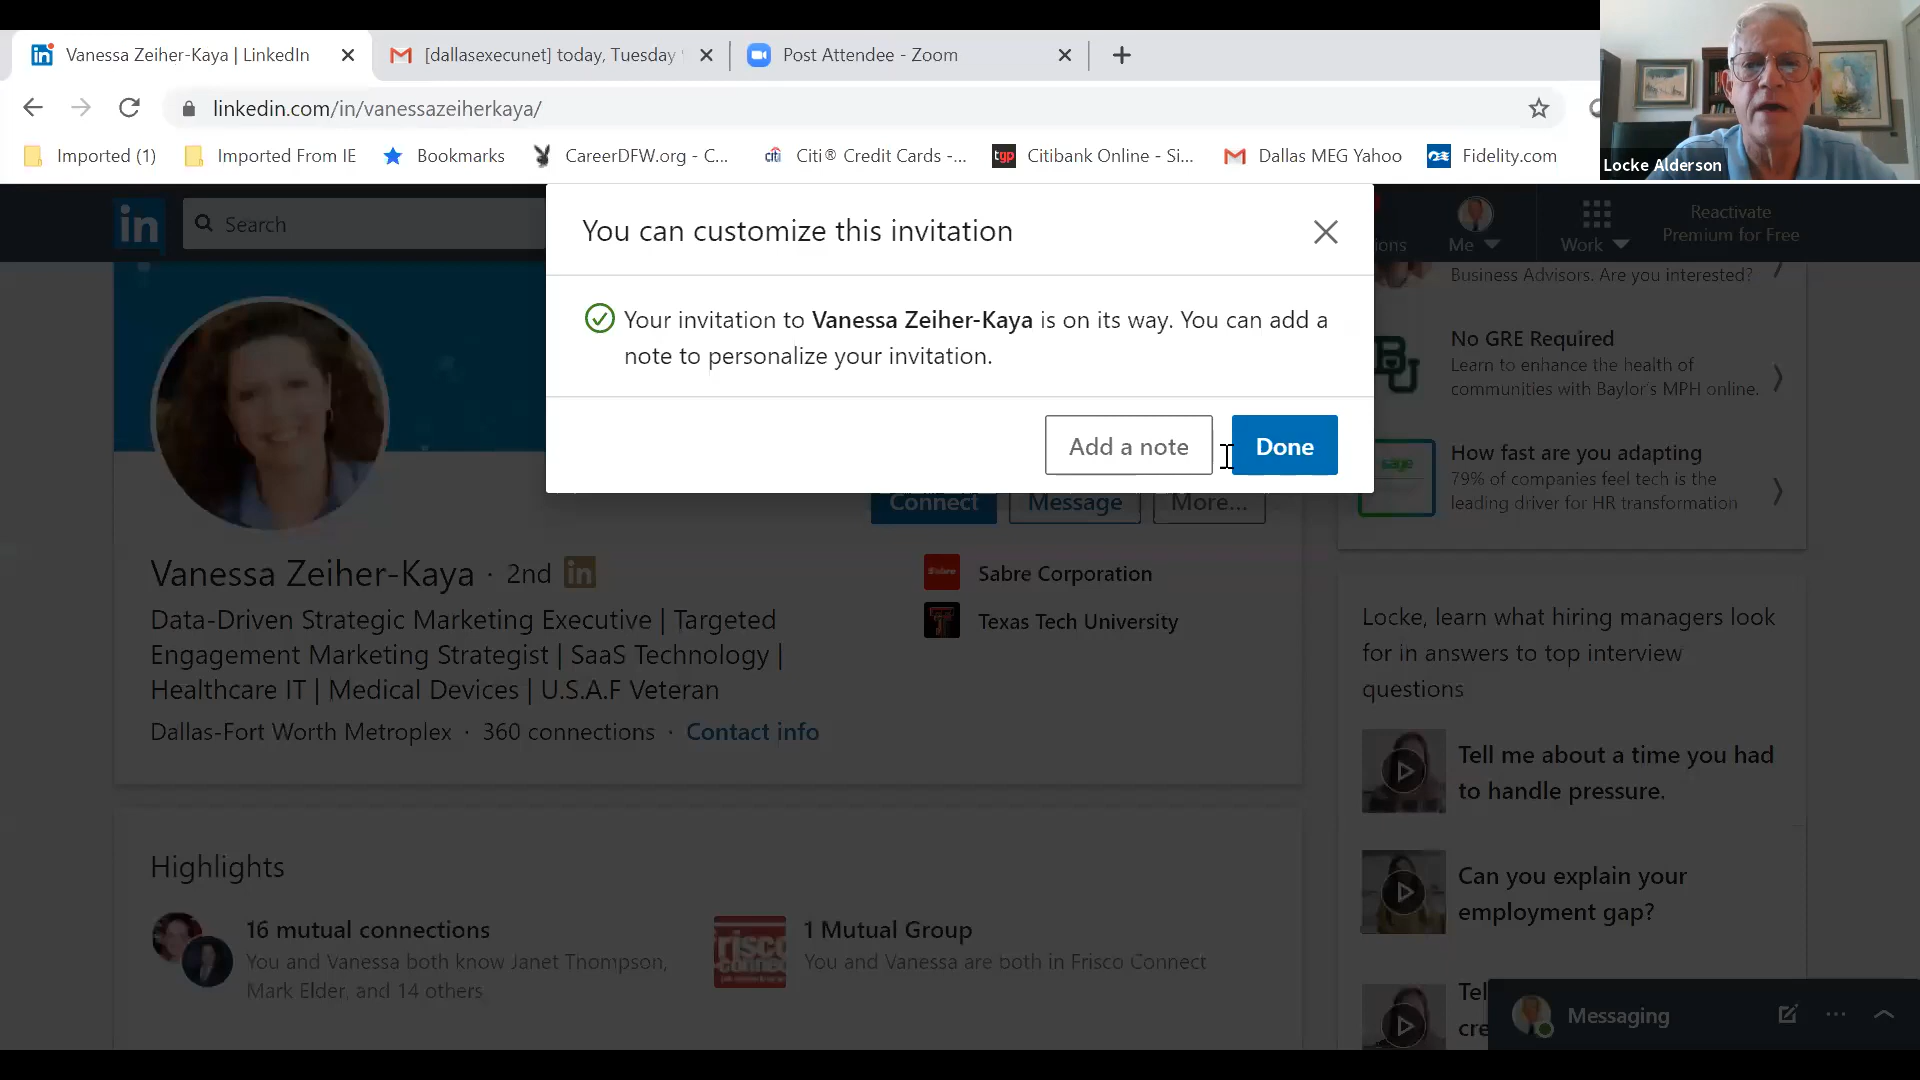 Vanessa Zeiher-Kaya | LinkedIn
[dallasexecunet] today, Tuesday
Post Attendee - Zoom
linkedin.com/in/vanessazeiherkaya/
Imported (1)
Imported From IE
Bookmarks
CareerDFW.org - C...
Citi® Credit Cards -...
Citibank Online - Si...
Dallas MEG Yahoo
Fidelity.com
Locke Alderson
in
Search
You can customize this invitation
Me
Work
Reactivate
Premium for Free
Your invitation to Vanessa Zeiher-Kaya is on its way. You can add a
note to personalize your invitation.
Add a note
Done
Connect
Message
More...
Business Advisors. Are you interested?
No GRE Required
Learn to enhance the health of
communities with Baylor's MPH online.
How fast are you adapting
79% of companies feel tech is the
leading driver for HR transformation
Vanessa Zeiher-Kaya · 2nd in
Data-Driven Strategic Marketing Executive | Targeted
Engagement Marketing Strategist | SaaS Technology |
Healthcare IT | Medical Devices | U.S.A.F Veteran
Dallas-Fort Worth Metroplex · 360 connections · Contact info
Sabre Corporation
Texas Tech University
Locke, learn what hiring managers look
for in answers to top interview
questions
Tell me about a time you had
to handle pressure.
Can you explain your
employment gap?
Highlights
16 mutual connections
You and Vanessa both know Janet Thompson,
Mark Elder, and 14 others
1 Mutual Group
You and Vanessa are both in Frisco Connect
Messaging